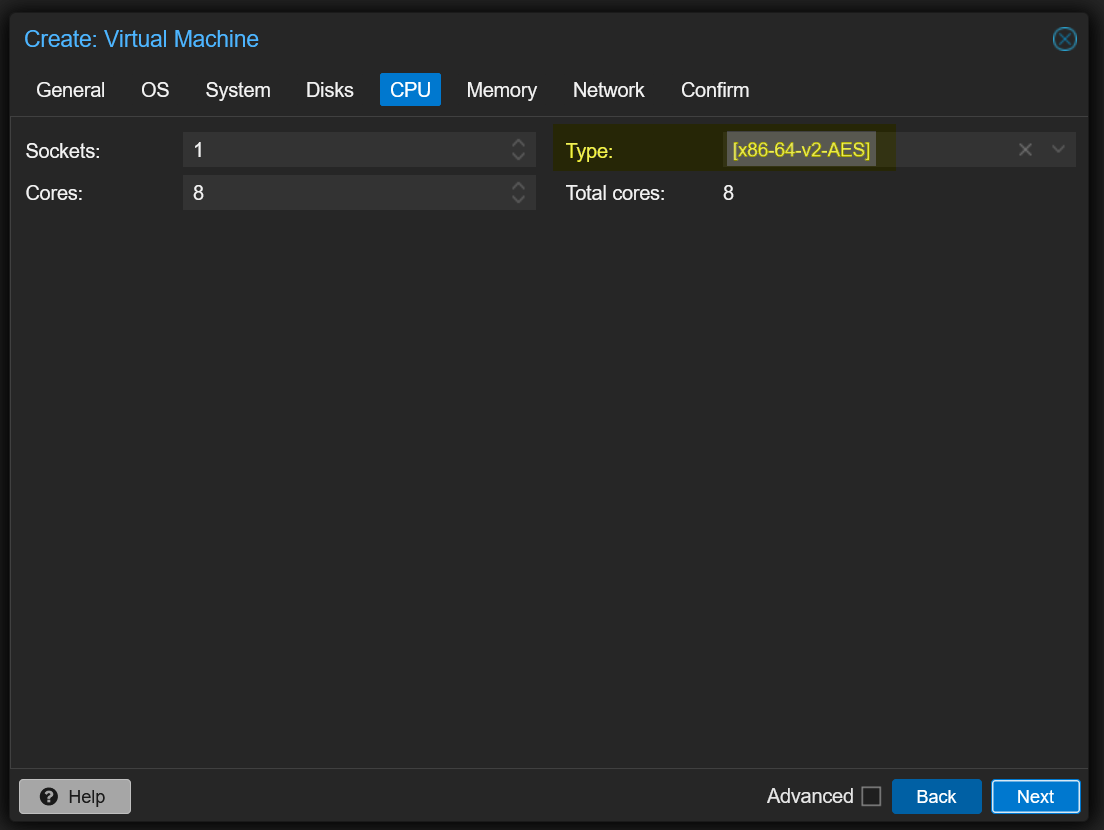 Create: Virtual Machine
General OS System Disks CPU Memory Network Confirm
Sockets: 1 Type: [x86-64-v2-AES]
Cores: 8 Total cores: 8
Help Advanced Back Next